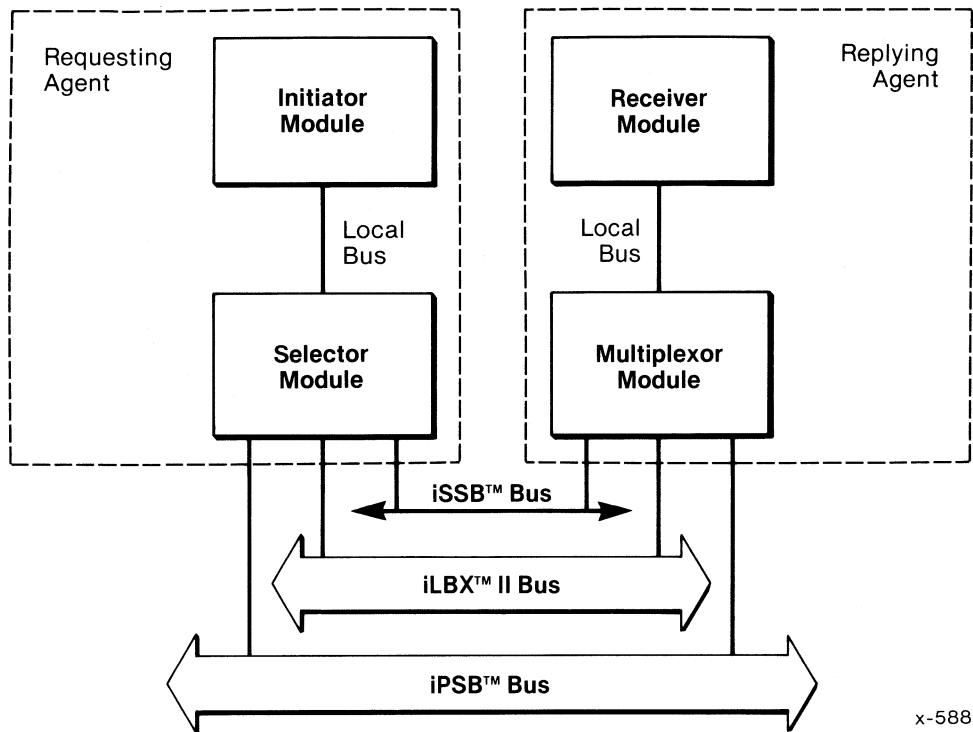 Requesting
Agent
Initiator
Module
Local
Bus
Selector
Module
Replying
Agent
Receiver
Module
Local
Bus
Multiplexor
Module
iSSB™ Bus
iLBX™ II Bus
iPSB™ Bus
x-588